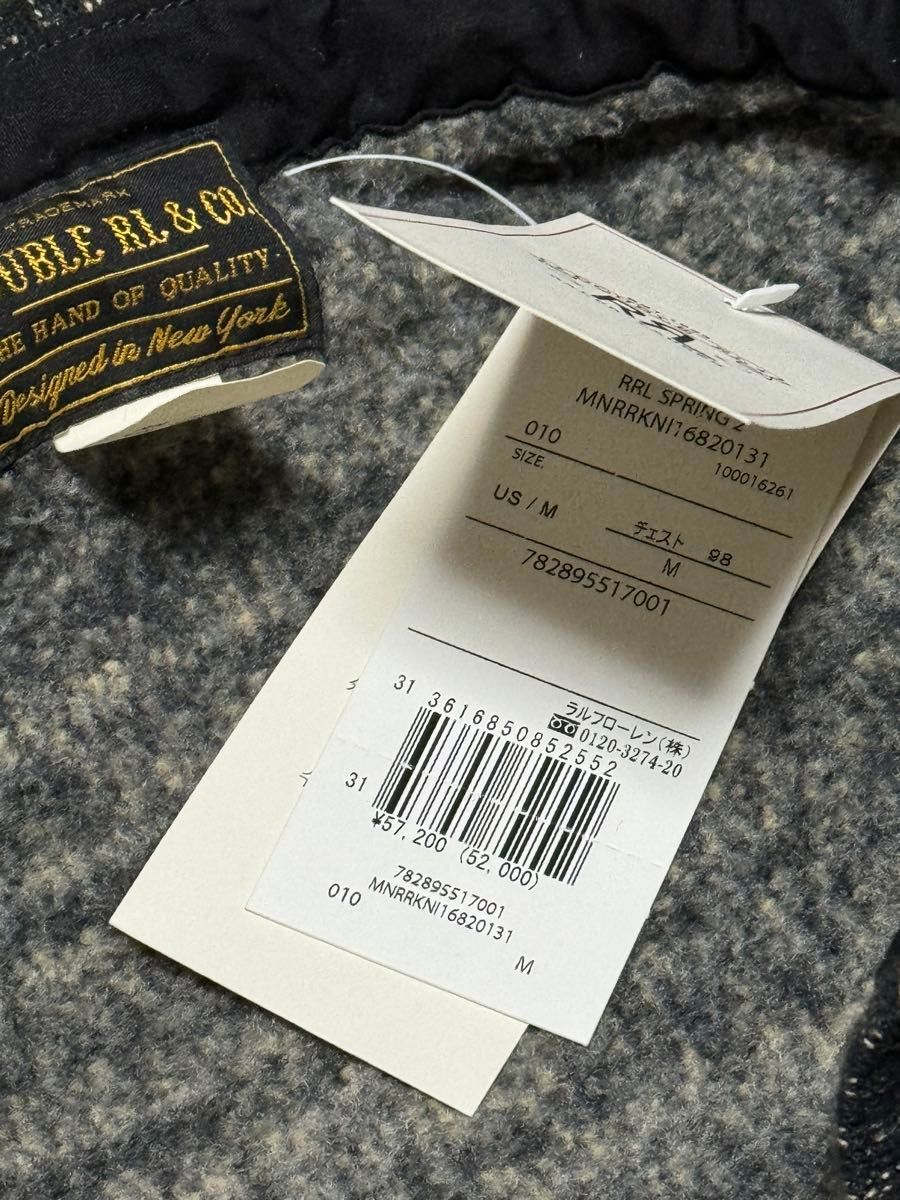 TRADEMARK
UBLE RL & CO.
HE HAND OF QUALITY
Designed in New York
RRL SPRING 2
MNRRKNI16820131
010
100016261
SIZE.
US / M
チェスト 98
M
782895517001
31
ラルフローレン(株)
0120-3274-20
3616850852552
31
¥57,200 (52,000)
782895517001
010 MNRRKNI16820131
M